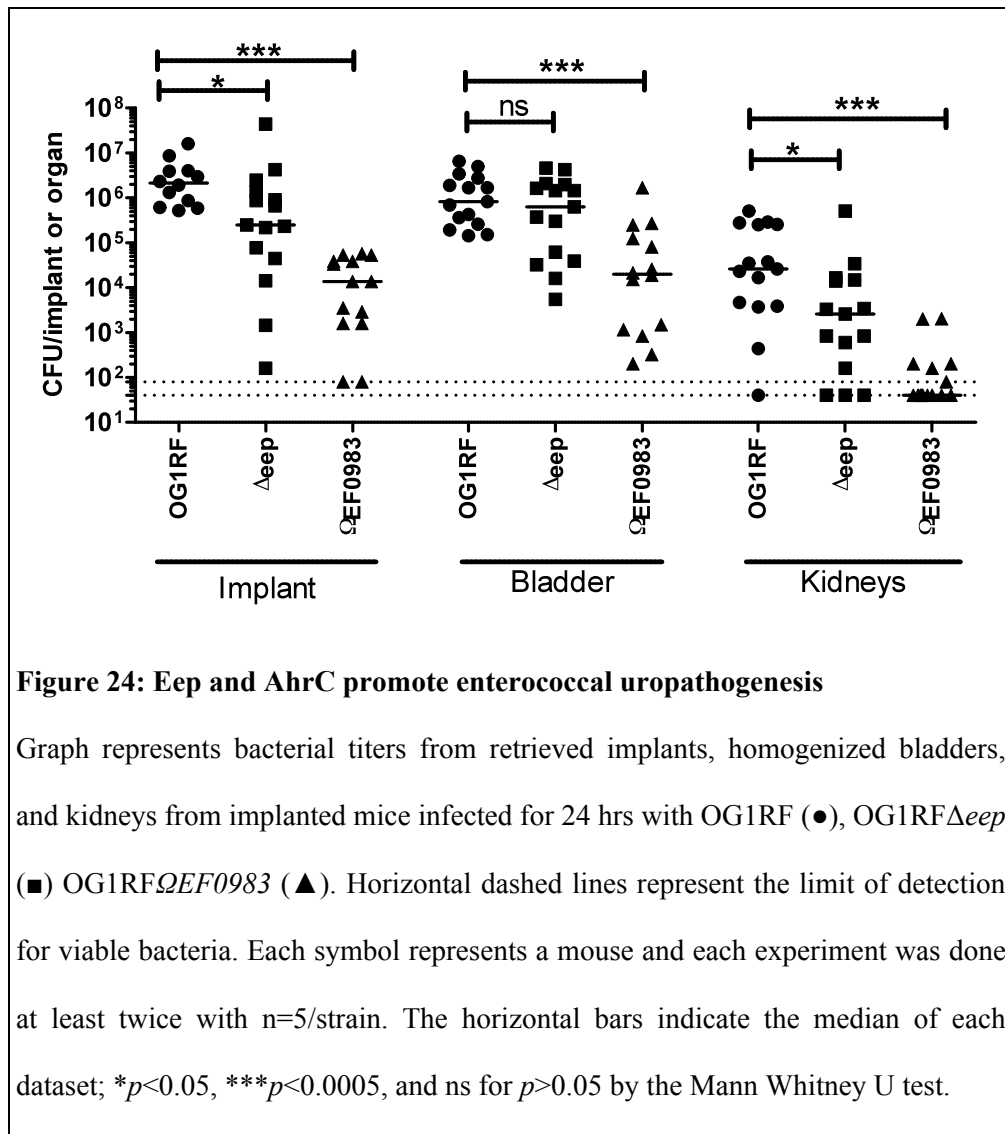 ***
*
***
ns
***
*
CFU/implant or organ
10⁸
10⁷
10⁶
10⁵
10⁴
10³
10²
10¹
OG1RF
Δeep
ΩEF0983
OG1RF
Δeep
ΩEF0983
OG1RF
Δeep
ΩEF0983
Implant
Bladder
Kidneys
Figure 24: Eep and AhrC promote enterococcal uropathogenesis
Graph represents bacterial titers from retrieved implants, homogenized bladders,
and kidneys from implanted mice infected for 24 hrs with OG1RF (●), OG1RFΔeep
(■) OG1RFΩEF0983 (▲). Horizontal dashed lines represent the limit of detection
for viable bacteria. Each symbol represents a mouse and each experiment was done
at least twice with n=5/strain. The horizontal bars indicate the median of each
dataset; *p<0.05, ***p<0.0005, and ns for p>0.05 by the Mann Whitney U test.